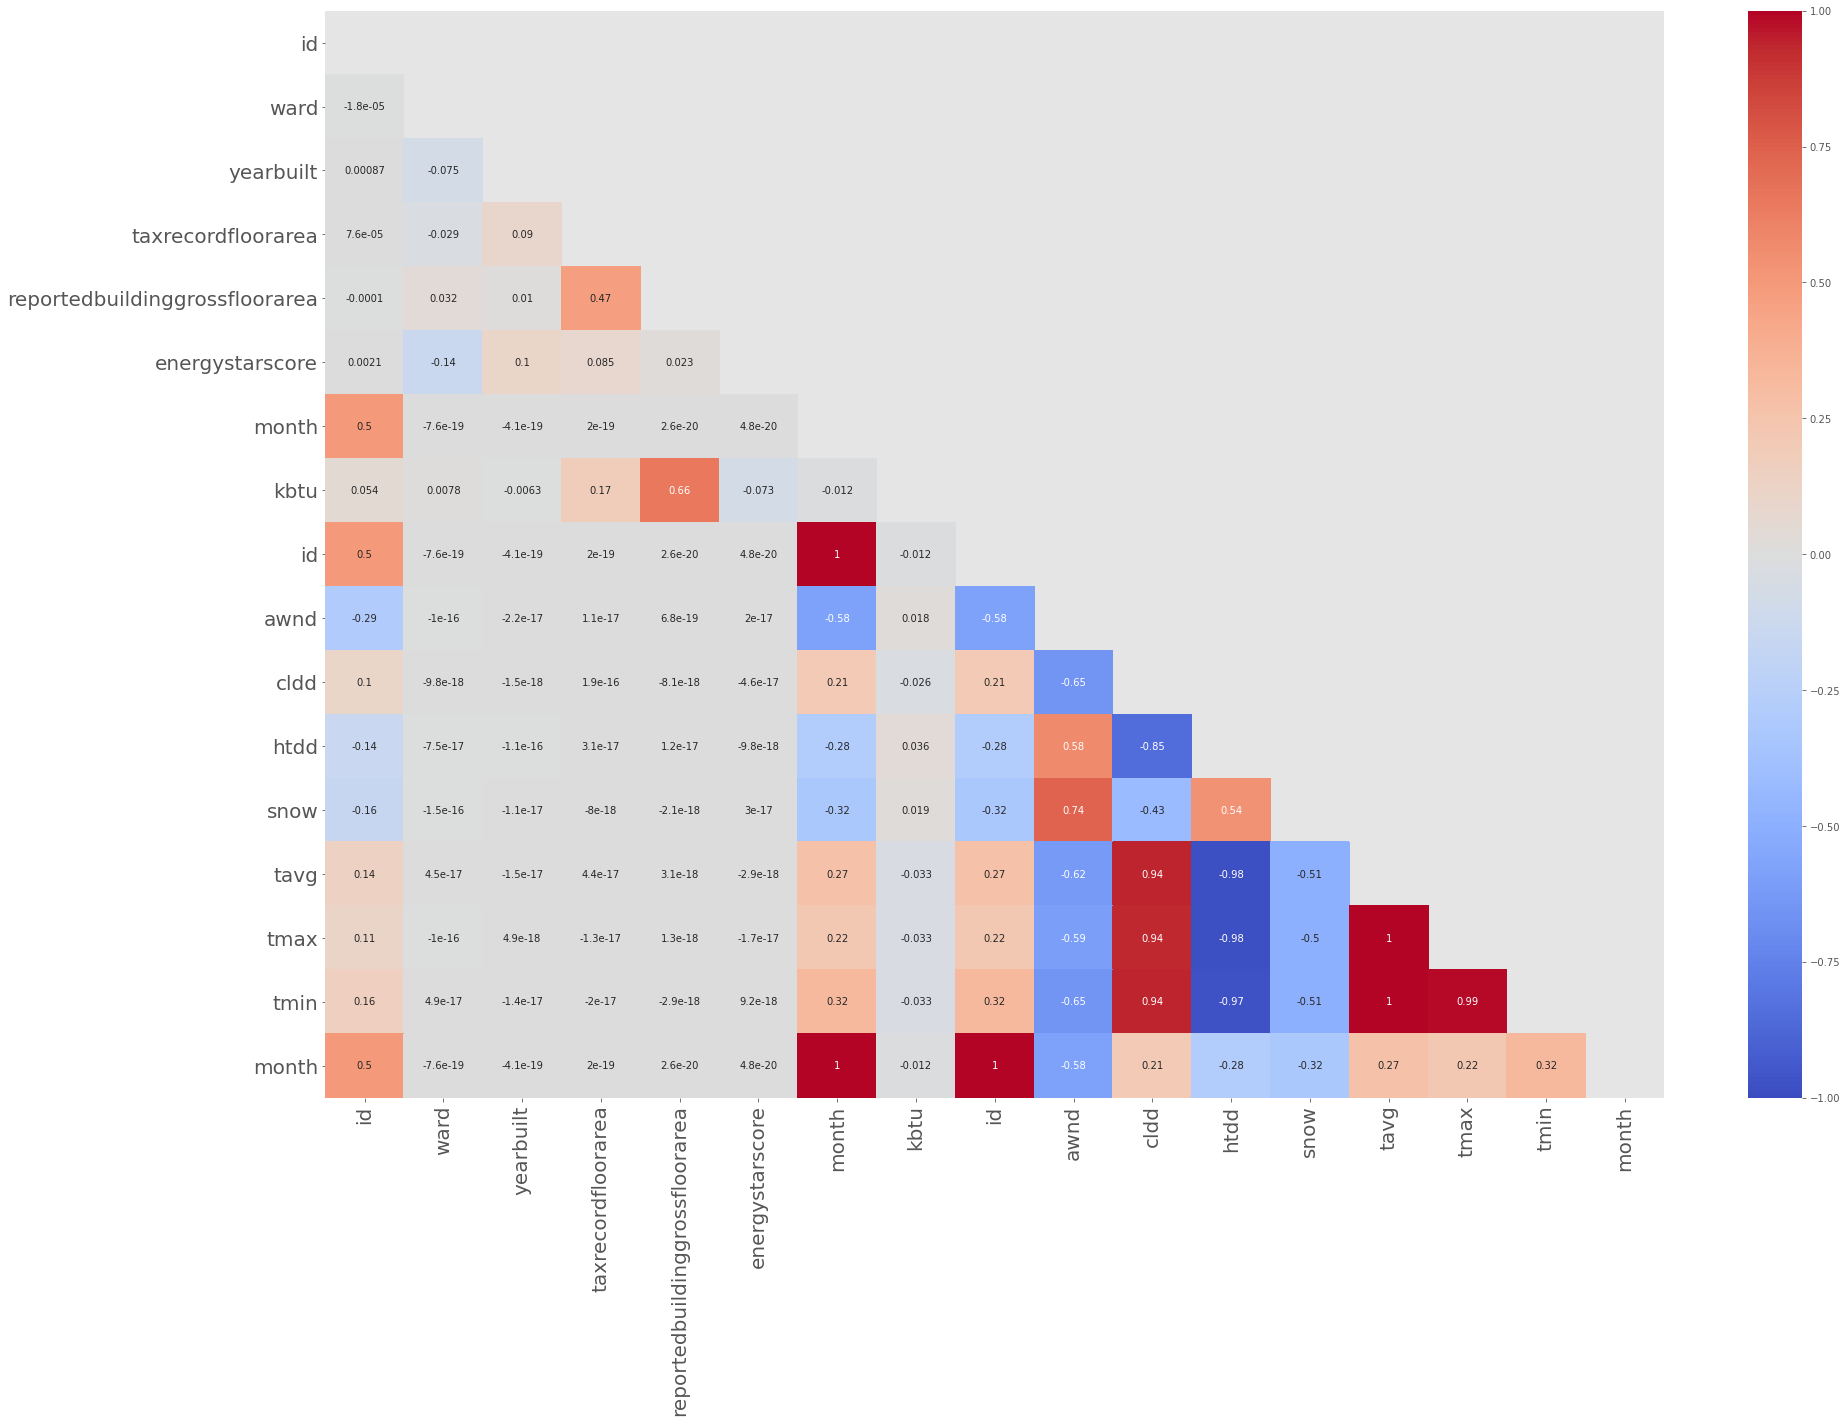 id
ward -1.8e-05
yearbuilt 0.00087 -0.075
taxrecordfloorarea 7.6e-05 -0.029 0.09
reportedbuildinggrossfloorarea -0.0001 0.032 0.01 0.47
energystarscore 0.0021 -0.14 0.1 0.085 0.023
month 0.5 -7.6e-19 -4.1e-19 2e-19 2.6e-20 4.8e-20
kbtu 0.054 0.0078 -0.0063 0.17 0.66 -0.073 -0.012
id 0.5 -7.6e-19 -4.1e-19 2e-19 2.6e-20 4.8e-20 1 -0.012
awnd -0.29 -1e-16 -2.2e-17 1.1e-17 6.8e-19 2e-17 -0.58 0.018 -0.58
cldd 0.1 -9.8e-18 -1.5e-18 1.9e-16 -8.1e-18 -4.6e-17 0.21 -0.026 0.21 -0.65
htdd -0.14 -7.5e-17 -1.1e-16 3.1e-17 1.2e-17 -9.8e-18 -0.28 0.036 -0.28 0.58 -0.85
snow -0.16 -1.5e-16 -1.1e-17 -8e-18 -2.1e-18 3e-17 -0.32 0.019 -0.32 0.74 -0.43 0.54
tavg 0.14 4.5e-17 -1.5e-17 4.4e-17 3.1e-18 -2.9e-18 0.27 -0.033 0.27 -0.62 0.94 -0.98 -0.51
tmax 0.11 -1e-16 4.9e-18 -1.3e-17 1.3e-18 -1.7e-17 0.22 -0.033 0.22 -0.59 0.94 -0.98 -0.5 1
tmin 0.16 4.9e-17 -1.4e-17 -2e-17 -2.9e-18 9.2e-18 0.32 -0.033 0.32 -0.65 0.94 -0.97 -0.51 1 0.99
month 0.5 -7.6e-19 -4.1e-19 2e-19 2.6e-20 4.8e-20 1 -0.012 1 -0.58 0.21 -0.28 -0.32 0.27 0.22 0.32
id
ward
yearbuilt
taxrecordfloorarea
reportedbuildinggrossfloorarea
energystarscore
month
kbtu
id
awnd
cldd
htdd
snow
tavg
tmax
tmin
month
1.00
0.75
0.50
0.25
0.00
−0.25
−0.50
−0.75
−1.00